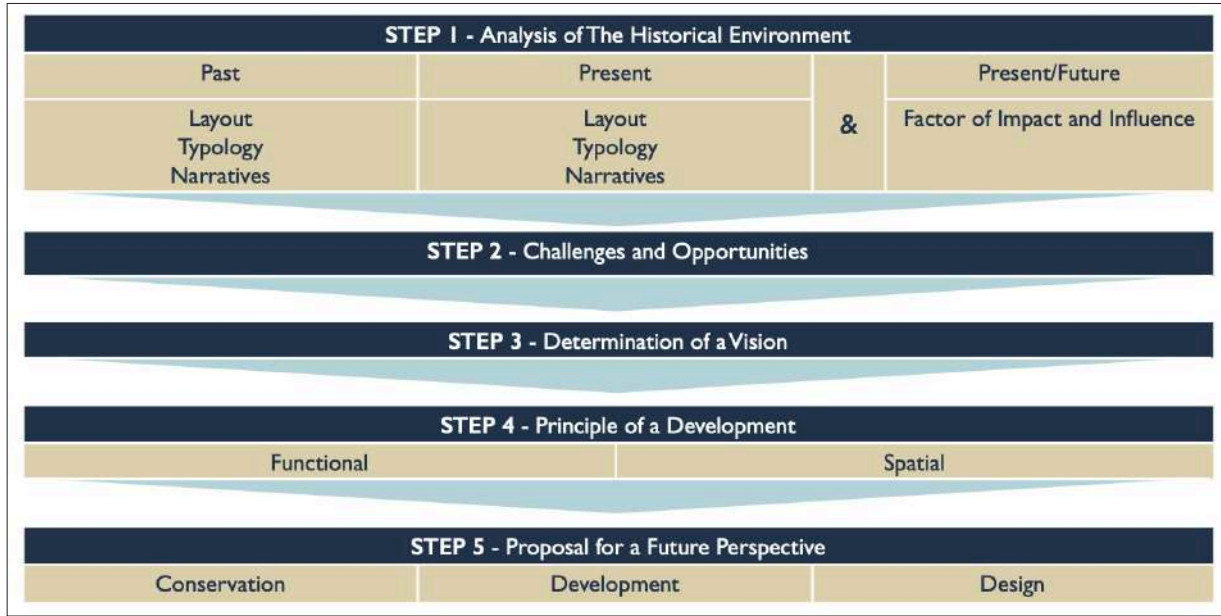 STEP 1 - Analysis of The Historical Environment
Past
Present
&
Present/Future
Layout
Typology
Narratives
Layout
Typology
Narratives
Factor of Impact and Influence
STEP 2 - Challenges and Opportunities
STEP 3 - Determination of a Vision
STEP 4 - Principle of a Development
Functional
Spatial
STEP 5 - Proposal for a Future Perspective
Conservation
Development
Design